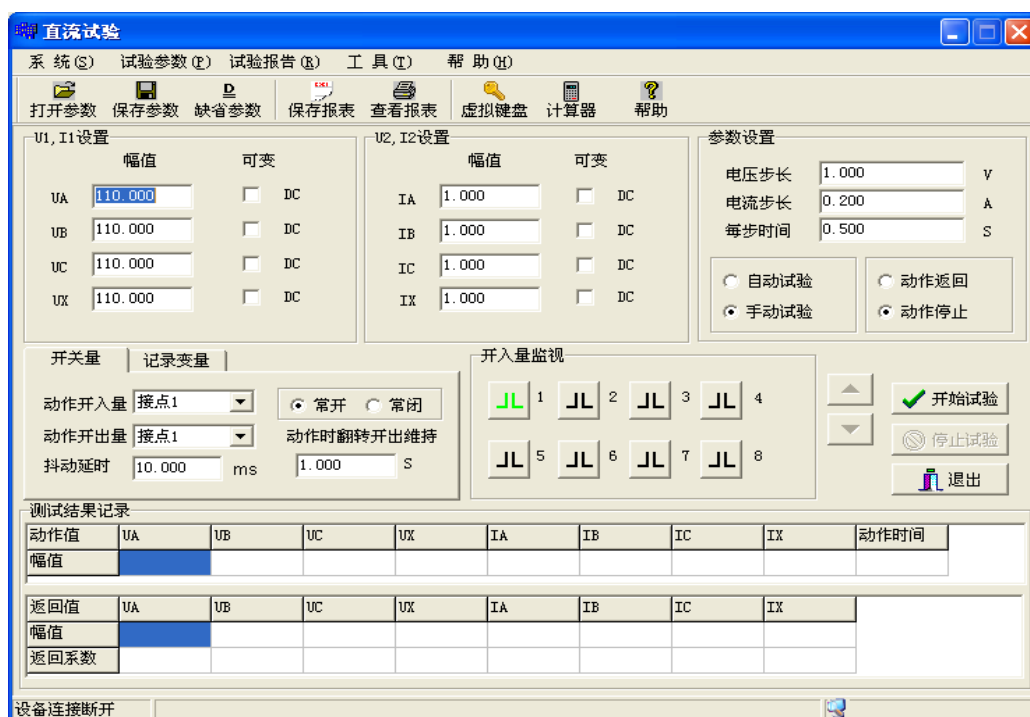 直流试验
系 统(S) 试验参数(P) 试验报告(R) 工 具(T) 帮 助(H)
打开参数 保存参数 缺省参数 保存报表 查看报表 虚拟键盘 计算器 帮助
U1,I1设置
幅值 可变
UA 110.000 DC
UB 110.000 DC
UC 110.000 DC
UX 110.000 DC
U2,I2设置
幅值 可变
IA 1.000 DC
IB 1.000 DC
IC 1.000 DC
IX 1.000 DC
参数设置
电压步长 1.000 V
电流步长 0.200 A
每步时间 0.500 S
自动试验 动作返回
手动试验 动作停止
开关量 记录变量
动作开入量 接点1 常开 常闭
动作开出量 接点1 动作时翻转开出维持
抖动延时 10.000 ms 1.000 S
开入量监视
1 2 3 4
5 6 7 8
开始试验
停止试验
退出
测试结果记录
动作值 UA UB UC UX IA IB IC IX 动作时间
幅值
返回值 UA UB UC UX IA IB IC IX
幅值
返回系数
设备连接断开